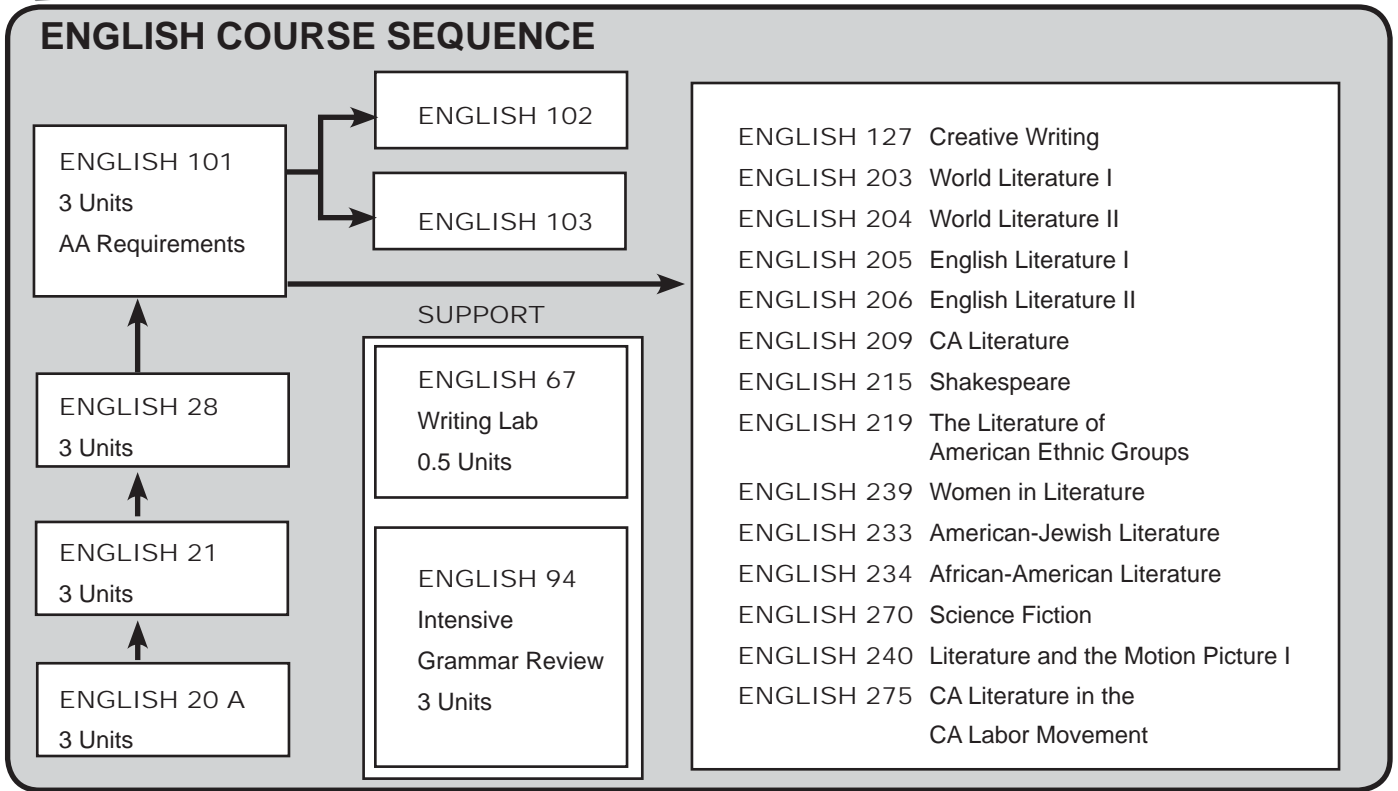 ENGLISH COURSE SEQUENCE
ENGLISH 101
3 Units
AA Requirements
ENGLISH 28
3 Units
ENGLISH 21
3 Units
ENGLISH 20 A
3 Units
ENGLISH 102
ENGLISH 103
SUPPORT
ENGLISH 67
Writing Lab
0.5 Units
ENGLISH 94
Intensive
Grammar Review
3 Units
ENGLISH 127 Creative Writing
ENGLISH 203 World Literature I
ENGLISH 204 World Literature II
ENGLISH 205 English Literature I
ENGLISH 206 English Literature II
ENGLISH 209 CA Literature
ENGLISH 215 Shakespeare
ENGLISH 219 The Literature of
American Ethnic Groups
ENGLISH 239 Women in Literature
ENGLISH 233 American-Jewish Literature
ENGLISH 234 African-American Literature
ENGLISH 270 Science Fiction
ENGLISH 240 Literature and the Motion Picture I
ENGLISH 275 CA Literature in the
CA Labor Movement